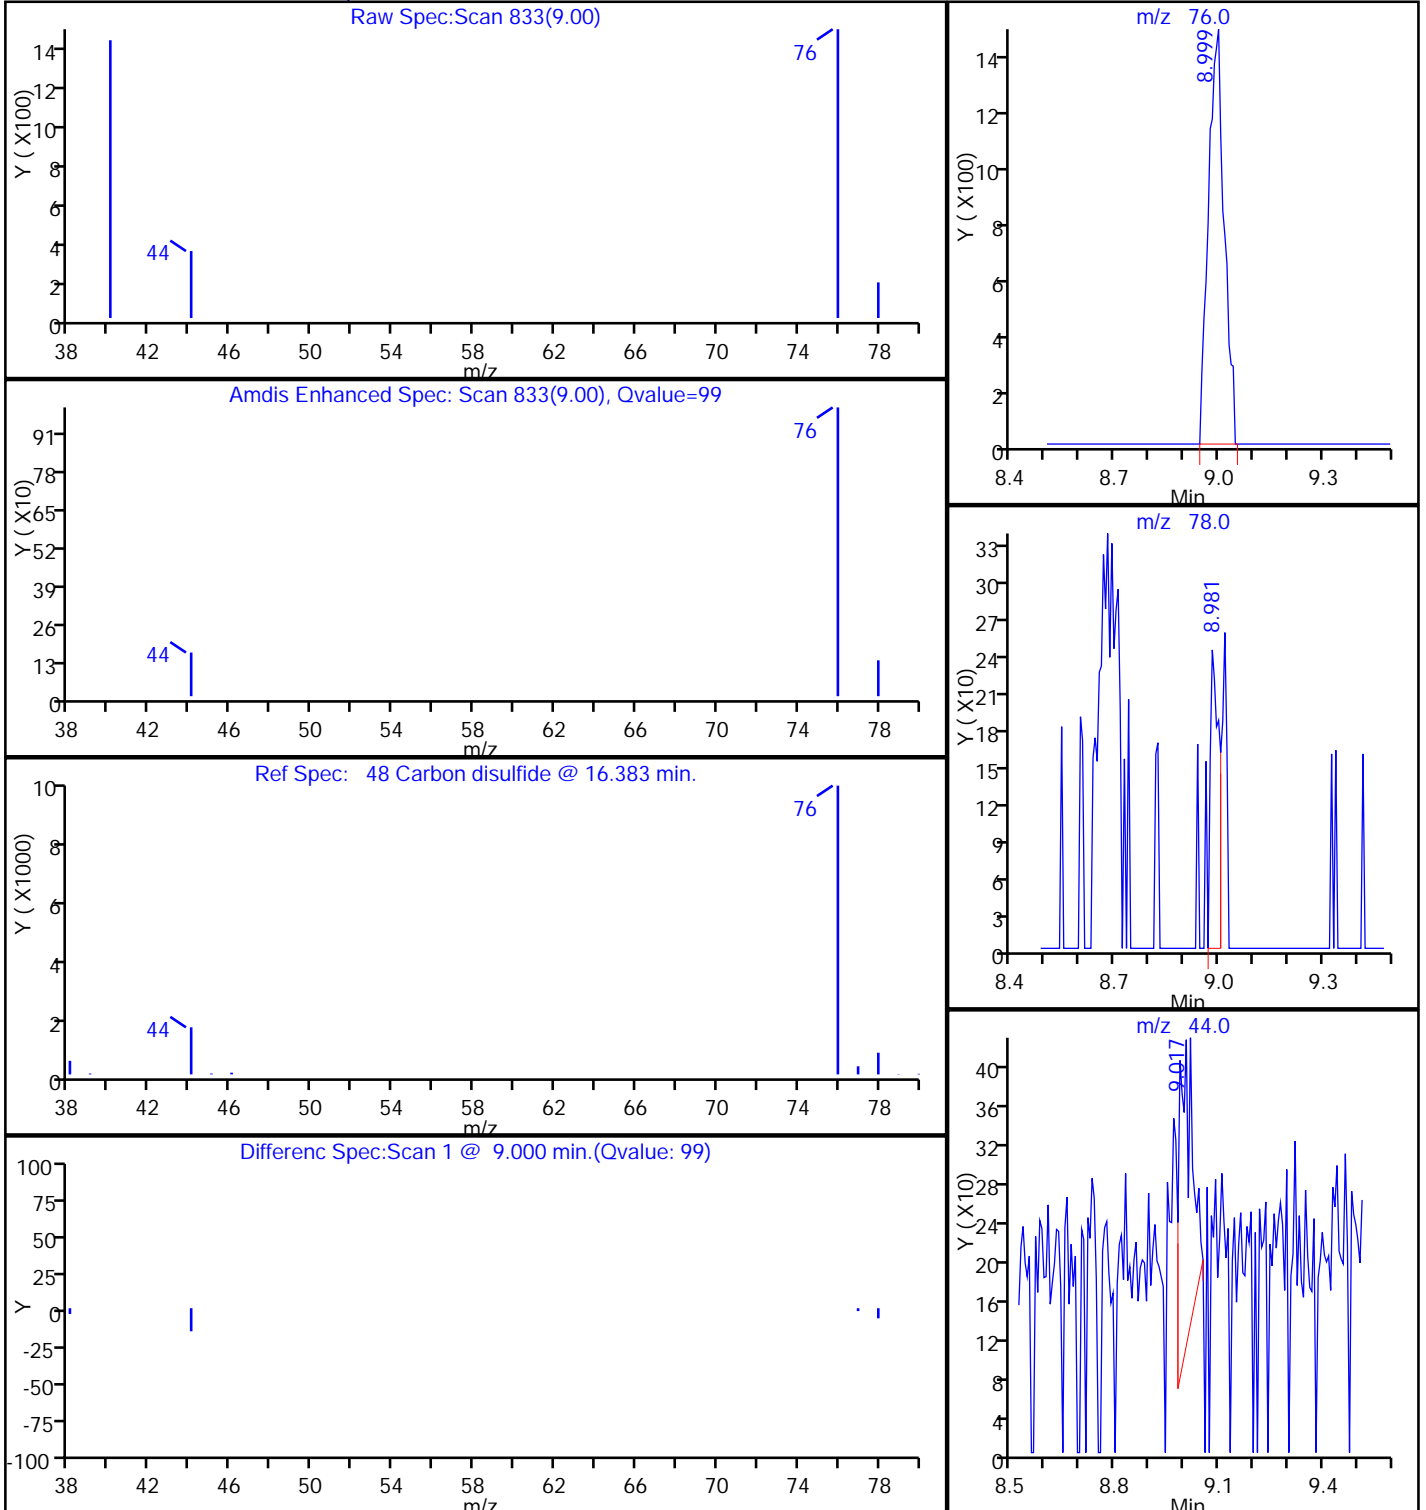 Raw Spec:Scan 833(9.00)
Y ( X100)
14
12
10
8
6
4
2
0
76
44
38 42 46 50 54 58 62 66 70 74 78
m/z
Amdis Enhanced Spec: Scan 833(9.00), Qvalue=99
Y ( X10)
91
78
65
52
39
26
13
0
76
44
38 42 46 50 54 58 62 66 70 74 78
m/z
Ref Spec: 48 Carbon disulfide @ 16.383 min.
Y ( X1000)
10
8
6
4
2
0
76
44
38 42 46 50 54 58 62 66 70 74 78
m/z
Differenc Spec:Scan 1 @ 9.000 min.(Qvalue: 99)
Y
100
75
50
25
0
-25
-50
-75
-100
38 42 46 50 54 58 62 66 70 74 78
m/z
m/z 76.0
8.999
Y ( X100)
14
12
10
8
6
4
2
0
8.4 8.7 9.0 9.3
Min
m/z 78.0
8.981
Y ( X10)
33
30
27
24
21
18
15
12
9
6
3
0
8.4 8.7 9.0 9.3
Min
m/z 44.0
9.017
Y ( X10)
40
36
32
28
24
20
16
12
8
4
0
8.5 8.8 9.1 9.4
Min